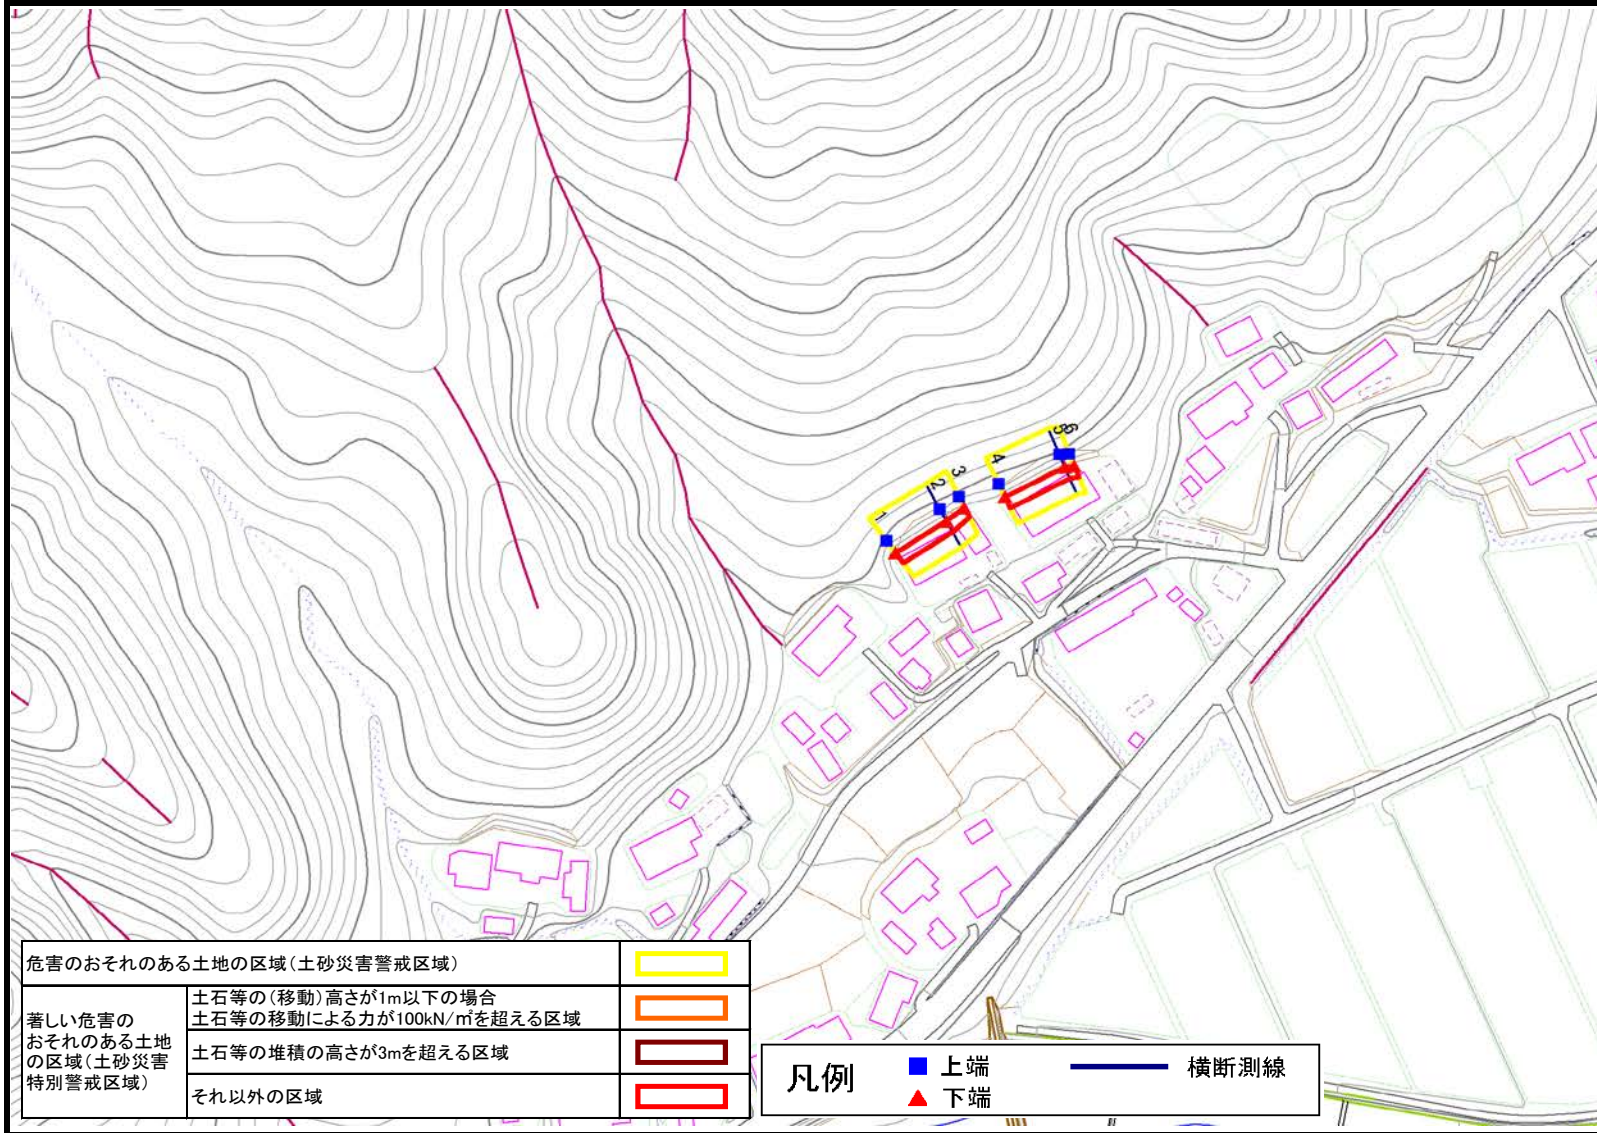 1
2
3
4
5
6
危害のおそれのある土地の区域(土砂災害警戒区域)
著しい危害の
おそれのある土地
の区域(土砂災害
特別警戒区域)
土石等の(移動)高さが1m以下の場合
土石等の移動による力が100kN/㎡を超える区域
土石等の堆積の高さが3mを超える区域
それ以外の区域
凡例
上端
下端
横断測線